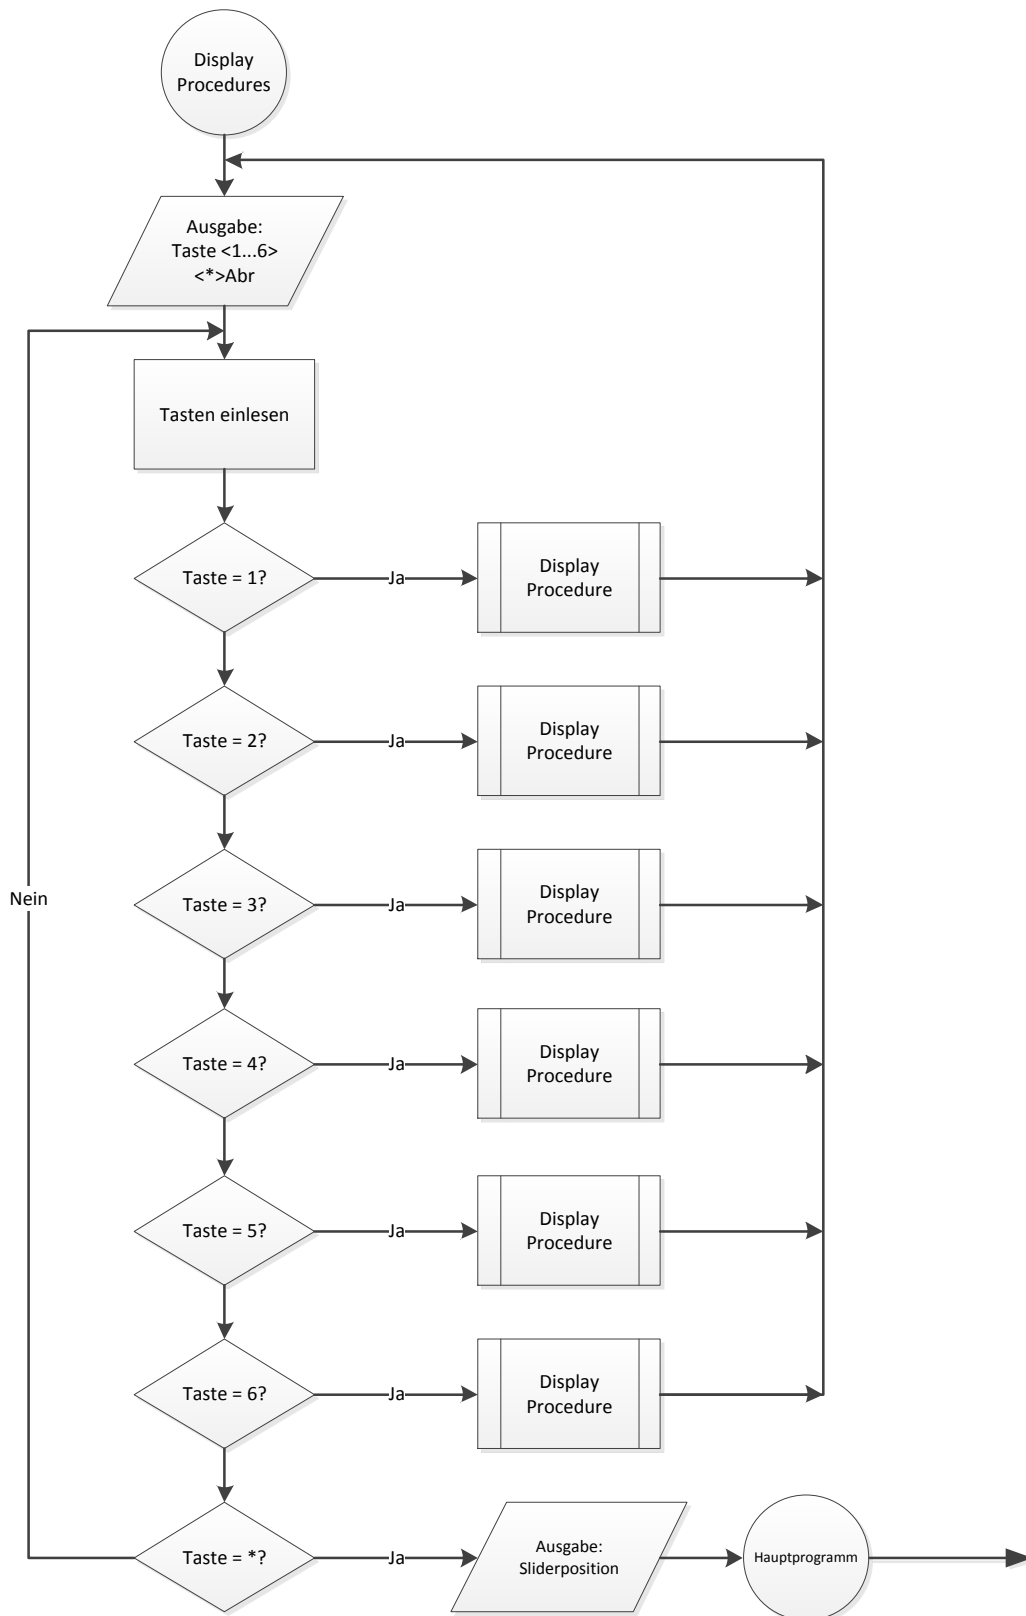 Display
Procedures
Ausgabe:
Taste <1...6>
<*>Abr
Tasten einlesen
Taste = 1?
Ja
Display
Procedure
Taste = 2?
Ja
Display
Procedure
Nein
Taste = 3?
Ja
Display
Procedure
Taste = 4?
Ja
Display
Procedure
Taste = 5?
Ja
Display
Procedure
Taste = 6?
Ja
Display
Procedure
Taste = *?
Ja
Ausgabe:
Sliderposition
Hauptprogramm